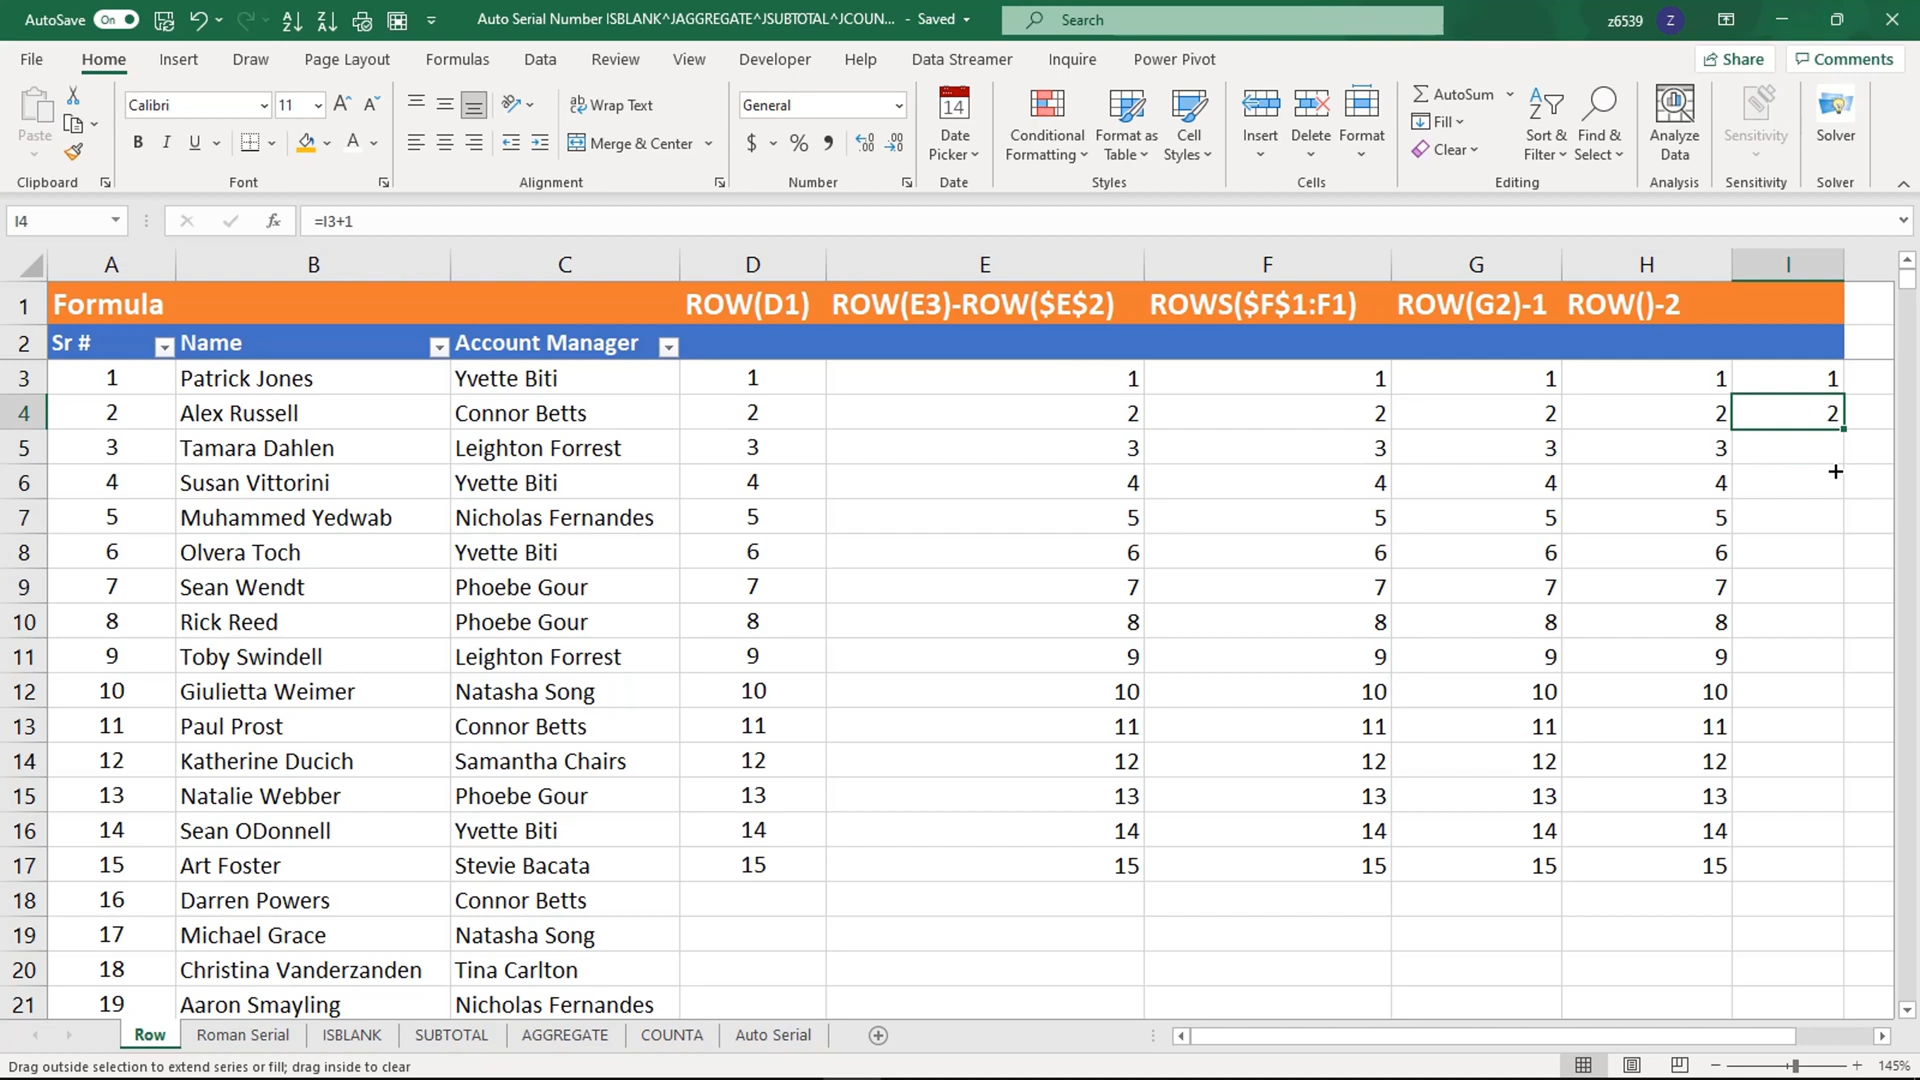 AutoSave On Auto Serial Number ISBLANK^JAGGREGATE^JSUBTOTAL^JCOUN... - Saved Search z6539 Z
File Home Insert Draw Page Layout Formulas Data Review View Developer Help Data Streamer Inquire Power Pivot Share Comments
Paste Calibri 11 A A Wrap Text General 14 AutoSum
B I U A Merge & Center $ % , Date Picker Conditional Formatting Format as Table Cell Styles Insert Delete Format Fill Clear Sort & Filter Find & Select Analyze Data Sensitivity Solver
Clipboard Font Alignment Number Date Styles Cells Editing Analysis Sensitivity Solver
I4 fx =I3+1
A B C D E F G H I
1 Formula ROW(D1) ROW(E3)-ROW($E$2) ROWS($F$1:F1) ROW(G2)-1 ROW()-2
2 Sr # Name Account Manager
3 1 Patrick Jones Yvette Biti 1 1 1 1 1 1
4 2 Alex Russell Connor Betts 2 2 2 2 2 2
5 3 Tamara Dahlen Leighton Forrest 3 3 3 3 3
6 4 Susan Vittorini Yvette Biti 4 4 4 4 4
7 5 Muhammed Yedwab Nicholas Fernandes 5 5 5 5 5
8 6 Olvera Toch Yvette Biti 6 6 6 6 6
9 7 Sean Wendt Phoebe Gour 7 7 7 7 7
10 8 Rick Reed Phoebe Gour 8 8 8 8 8
11 9 Toby Swindell Leighton Forrest 9 9 9 9 9
12 10 Giulietta Weimer Natasha Song 10 10 10 10 10
13 11 Paul Prost Connor Betts 11 11 11 11 11
14 12 Katherine Ducich Samantha Chairs 12 12 12 12 12
15 13 Natalie Webber Phoebe Gour 13 13 13 13 13
16 14 Sean ODonnell Yvette Biti 14 14 14 14 14
17 15 Art Foster Stevie Bacata 15 15 15 15 15
18 16 Darren Powers Connor Betts
19 17 Michael Grace Natasha Song
20 18 Christina Vanderzanden Tina Carlton
21 19 Aaron Smayling Nicholas Fernandes
Row Roman Serial ISBLANK SUBTOTAL AGGREGATE COUNTA Auto Serial
Drag outside selection to extend series or fill; drag inside to clear 145%